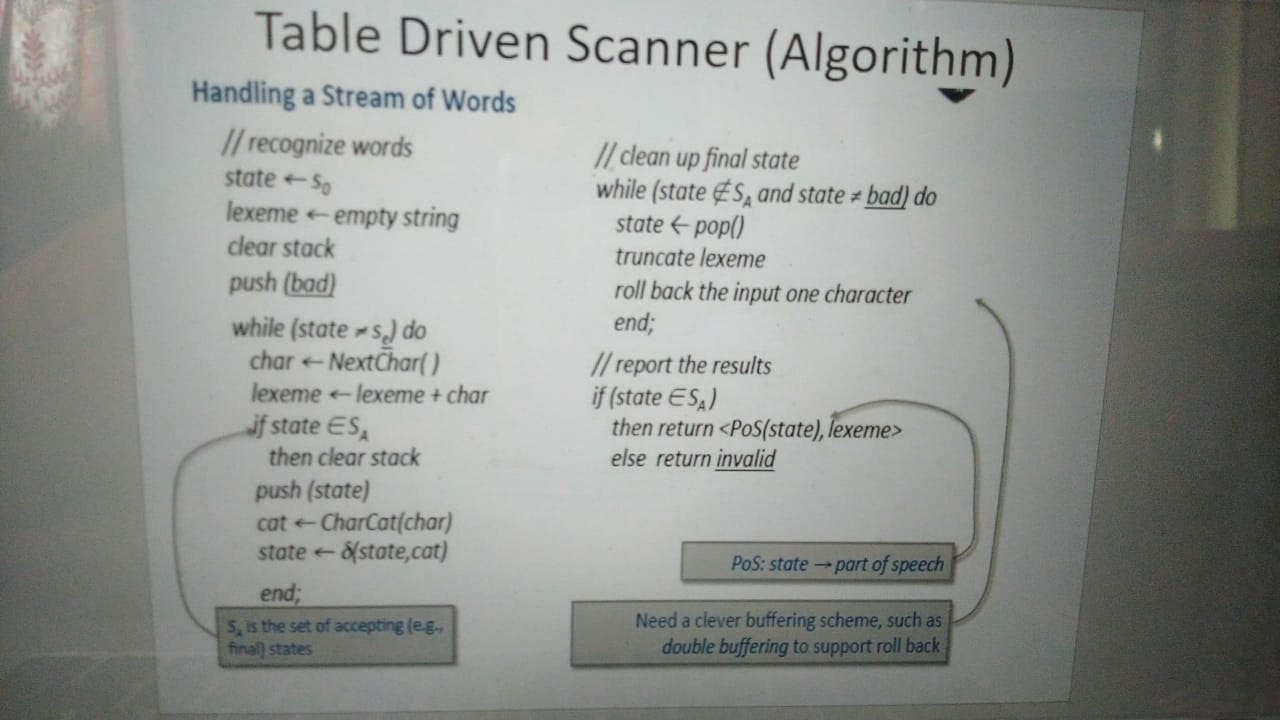 Table Driven Scanner (Algorithm)
Handling a Stream of Words
// recognize words
state ← s₀
lexeme ← empty string
clear stack
push (bad)
while (state ≠ sₑ) do
char ← NextChar( )
lexeme ← lexeme + char
if state ∈ S_A
then clear stack
push (state)
cat ← CharCat(char)
state ← δ(state,cat)
end;
S_A is the set of accepting (e.g.,
final) states
// clean up final state
while (state ∉ S_A and state ≠ bad) do
state ← pop()
truncate lexeme
roll back the input one character
end;
// report the results
if (state ∈ S_A)
then return <PoS(state), lexeme>
else return invalid
PoS: state → part of speech
Need a clever buffering scheme, such as
double buffering to support roll back